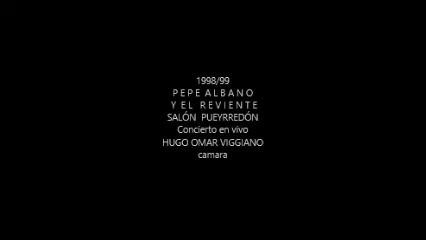 1998/99
PEPE ALBANO
Y EL REVIENTE
SALÓN PUEYRREDÓN
Concierto en vivo
HUGO OMAR VIGGIANO
camara